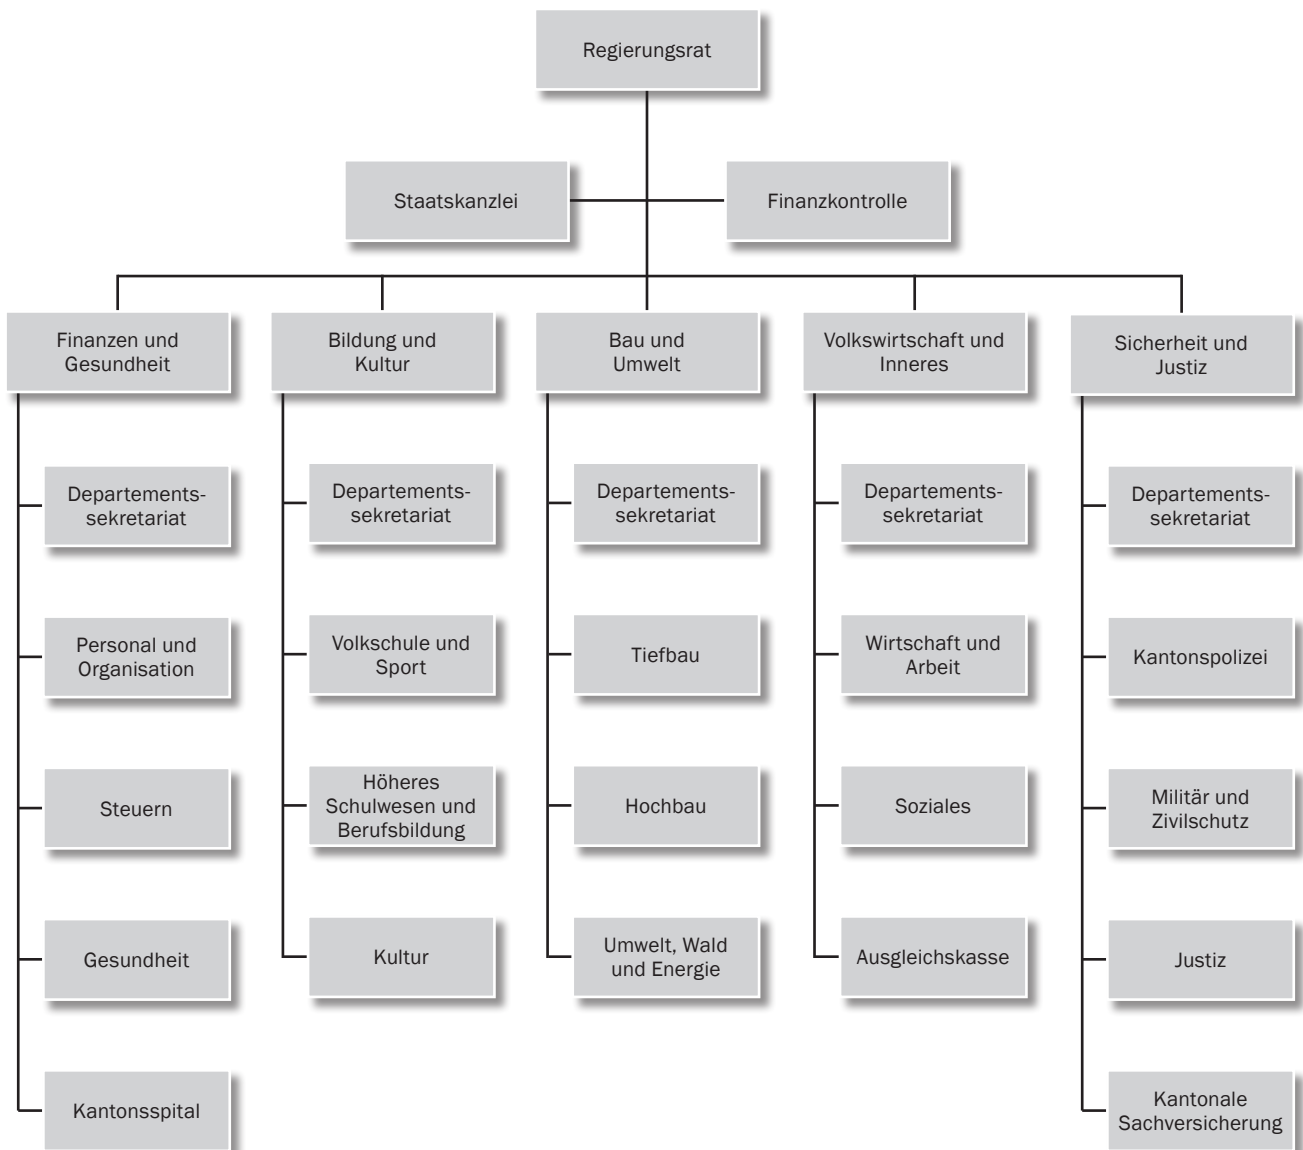 Regierungsrat
Staatskanzlei
Finanzkontrolle
Finanzen und
Gesundheit
Bildung und
Kultur
Bau und
Umwelt
Volkswirtschaft und
Inneres
Sicherheit und
Justiz
Departements-
sekretariat
Departements-
sekretariat
Departements-
sekretariat
Departements-
sekretariat
Departements-
sekretariat
Personal und
Organisation
Volkschule und
Sport
Tiefbau
Wirtschaft und
Arbeit
Kantonspolizei
Steuern
Höheres
Schulwesen und
Berufsbildung
Hochbau
Soziales
Militär und
Zivilschutz
Gesundheit
Kultur
Umwelt, Wald
und Energie
Ausgleichskasse
Justiz
Kantonsspital
Kantonale
Sachversicherung